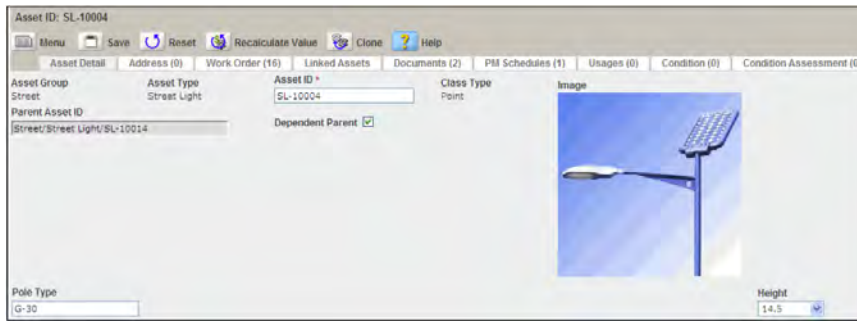 Asset ID: SL-10004
Menu Save Reset Recalculate Value Clone ? Help
Asset Detail Address (0) Work Order (16) Linked Assets Documents (2) PM Schedules (1) Usages (0) Condition (0) Condition Assessment (0
Asset Group Asset Type Asset ID * Class Type Image
Street Street Light SL-10004 Point
Parent Asset ID
Street/Street Light/SL-10014 Dependent Parent
Pole Type Height
G-30 14.5